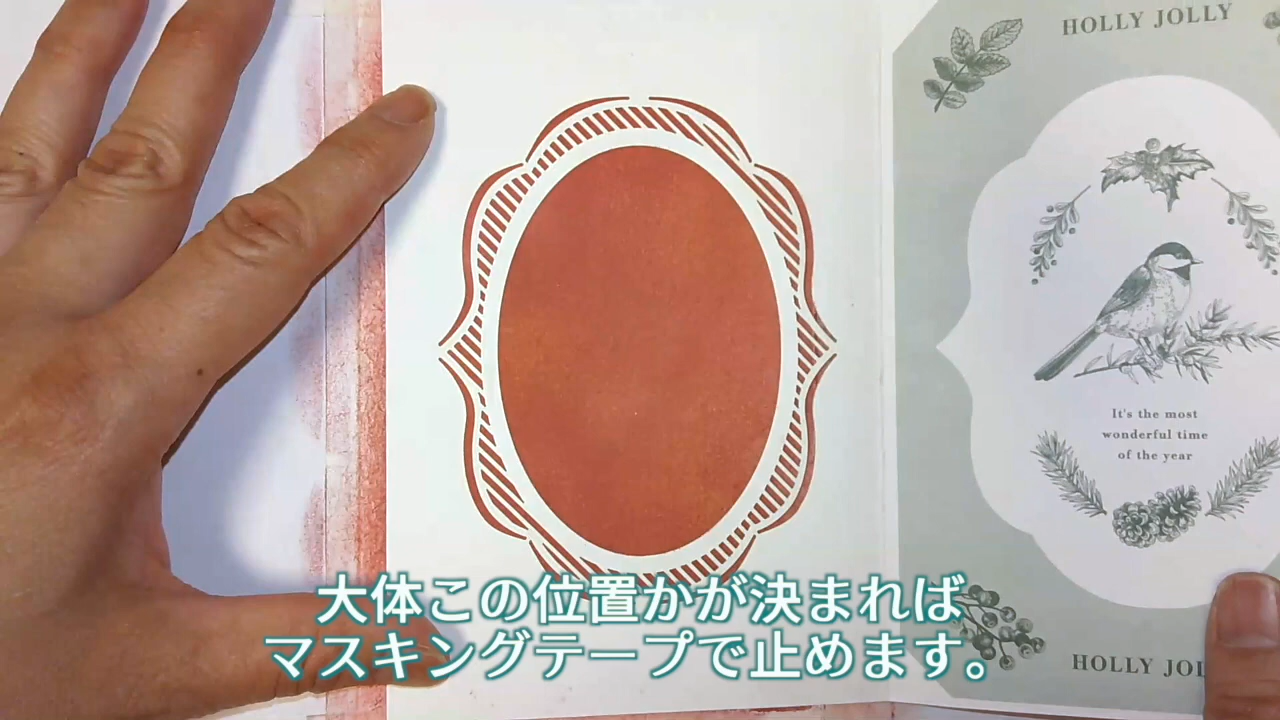 HOLLY JOLLY
It's the most
wonderful time
of the year
大体この位置かが決まれば
マスキングテープで止めます。
HOLLY JOL